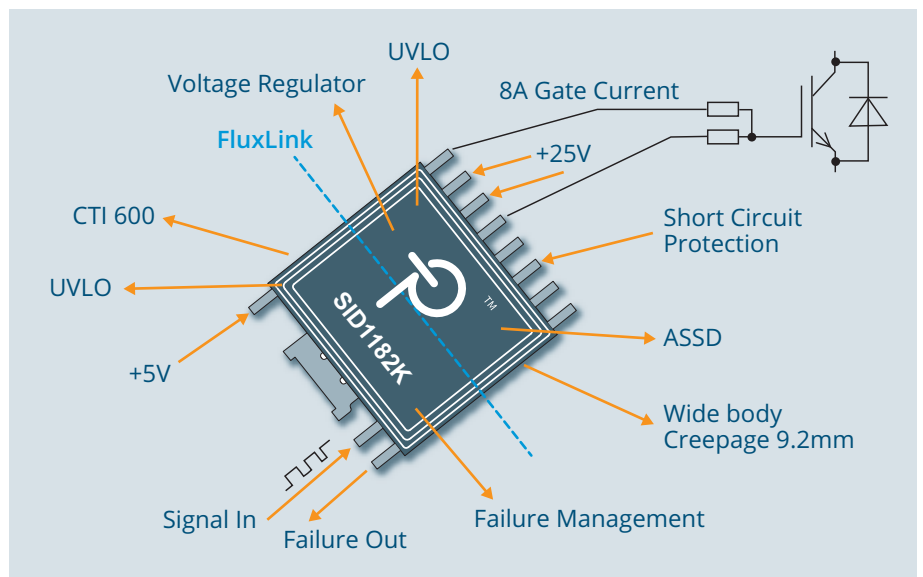 UVLO
Voltage Regulator
8A Gate Current
FluxLink
+25V
CTI 600
Short Circuit
Protection
UVLO
SID1182K
TM
ASSD
+5V
Wide body
Creepage 9.2mm
Signal In
Failure Management
Failure Out